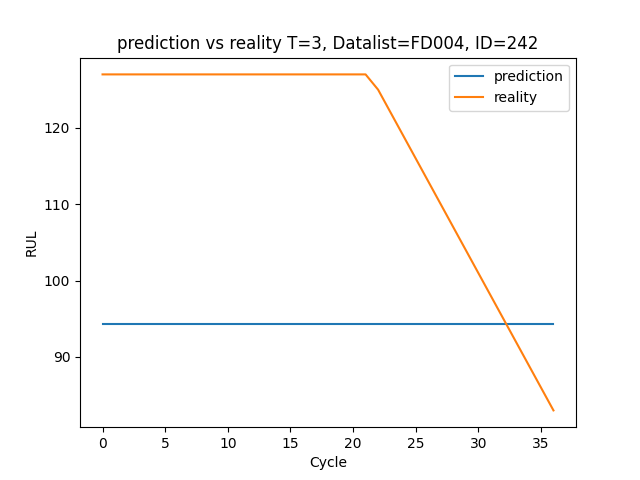 prediction vs reality T=3, Datalist=FD004, ID=242
prediction
reality
120
110
100
90
RUL
0 5 10 15 20 25 30 35
Cycle